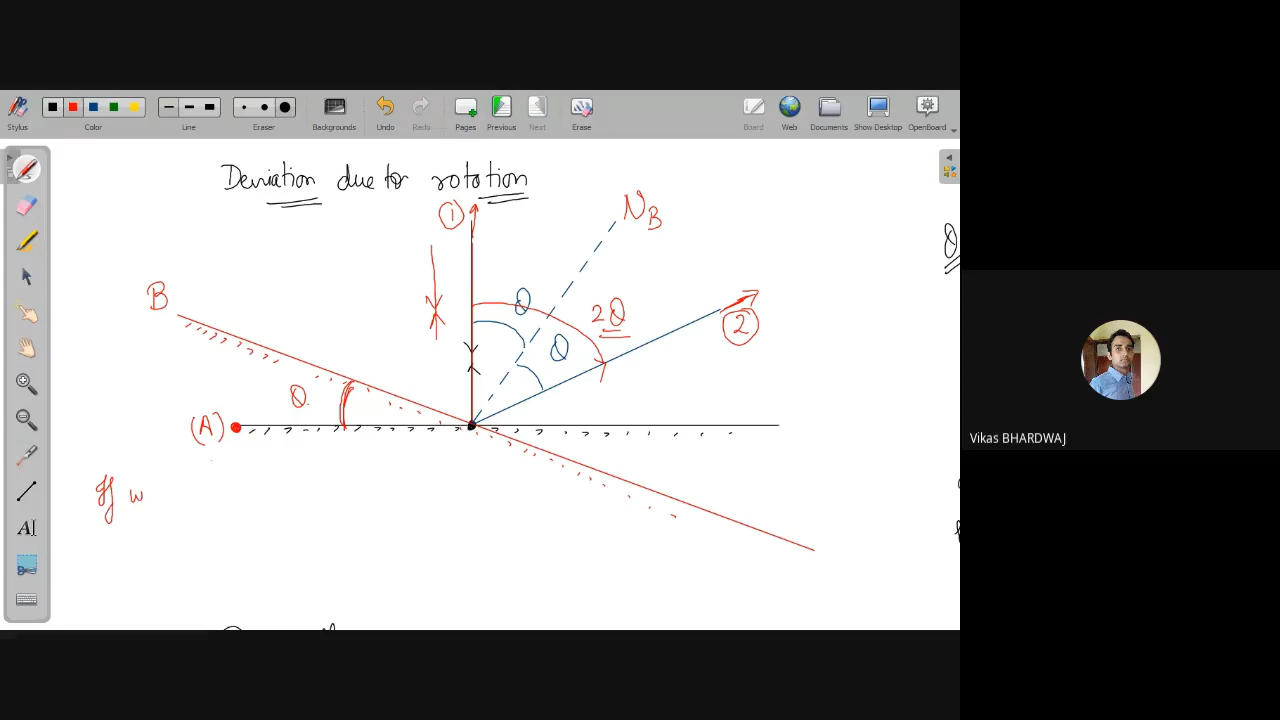 Stylus
Color
Line
Eraser
Backgrounds
Undo
Redo
Pages
Previous
Next
Erase
Board
Web
Documents
Show Desktop
OpenBoard
Deviation due to rotation
1
N_B
B
θ
2θ
2
θ
θ
(A)
If w
Vikas BHARDWAJ